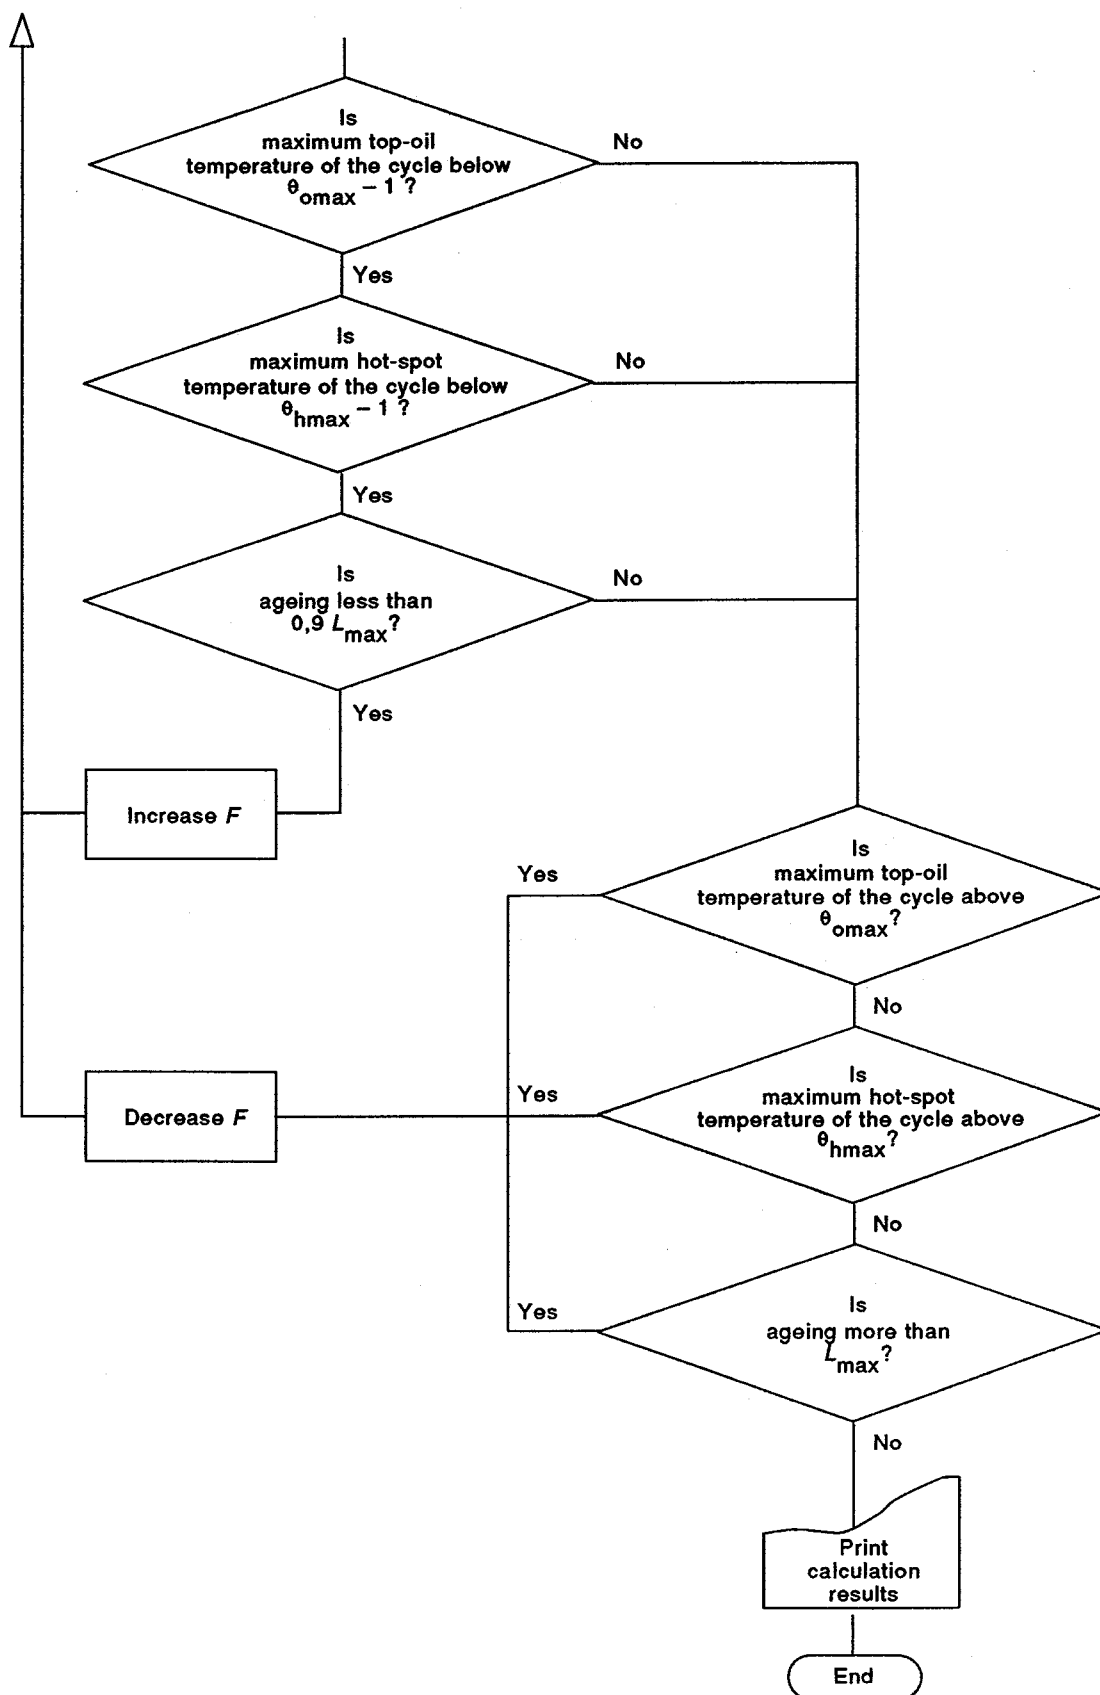 Is
maximum top-oil
temperature of the cycle below
θomax – 1 ?
No
Yes
Is
maximum hot-spot
temperature of the cycle below
θhmax – 1 ?
No
Yes
Is
ageing less than
0,9 Lmax?
No
Yes
Increase F
Is
maximum top-oil
temperature of the cycle above
θomax?
Yes
No
Decrease F
Is
maximum hot-spot
temperature of the cycle above
θhmax?
Yes
No
Is
ageing more than
Lmax?
Yes
No
Print
calculation
results
End